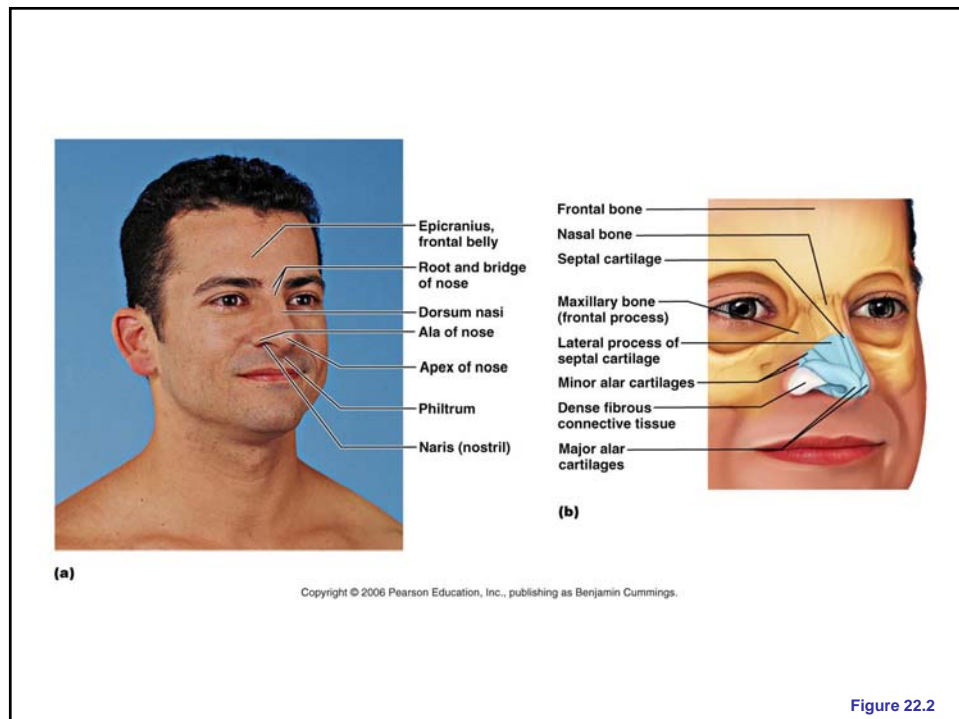 Epicranius,
frontal belly
Root and bridge
of nose
Dorsum nasi
Ala of nose
Apex of nose
Philtrum
Naris (nostril)
(a)
Frontal bone
Nasal bone
Septal cartilage
Maxillary bone
(frontal process)
Lateral process of
septal cartilage
Minor alar cartilages
Dense fibrous
connective tissue
Major alar
cartilages
(b)
Copyright © 2006 Pearson Education, Inc., publishing as Benjamin Cummings.
Figure 22.2